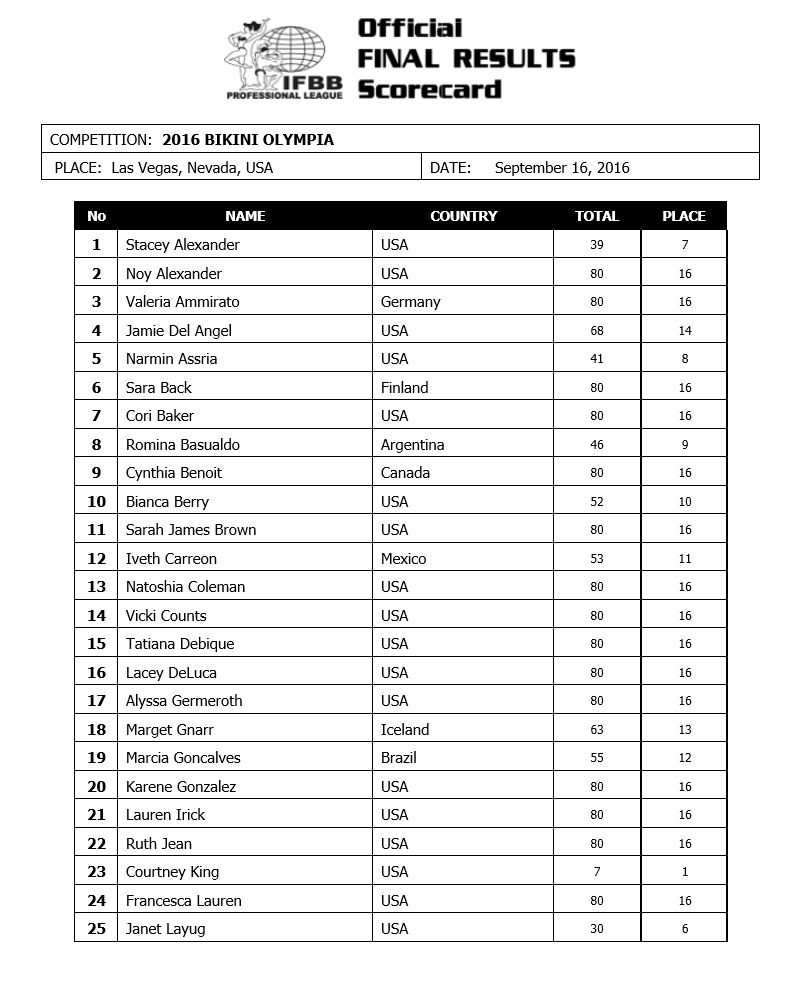 Official
FINAL RESULTS
Scorecard
IFBB
PROFESSIONAL LEAGUE
COMPETITION: 2016 BIKINI OLYMPIA
PLACE: Las Vegas, Nevada, USA DATE: September 16, 2016
No NAME COUNTRY TOTAL PLACE
1 Stacey Alexander USA 39 7
2 Noy Alexander USA 80 16
3 Valeria Ammirato Germany 80 16
4 Jamie Del Angel USA 68 14
5 Narmin Assria USA 41 8
6 Sara Back Finland 80 16
7 Cori Baker USA 80 16
8 Romina Basualdo Argentina 46 9
9 Cynthia Benoit Canada 80 16
10 Bianca Berry USA 52 10
11 Sarah James Brown USA 80 16
12 Iveth Carreon Mexico 53 11
13 Natoshia Coleman USA 80 16
14 Vicki Counts USA 80 16
15 Tatiana Debique USA 80 16
16 Lacey DeLuca USA 80 16
17 Alyssa Germeroth USA 80 16
18 Marget Gnarr Iceland 63 13
19 Marcia Goncalves Brazil 55 12
20 Karene Gonzalez USA 80 16
21 Lauren Irick USA 80 16
22 Ruth Jean USA 80 16
23 Courtney King USA 7 1
24 Francesca Lauren USA 80 16
25 Janet Layug USA 30 6